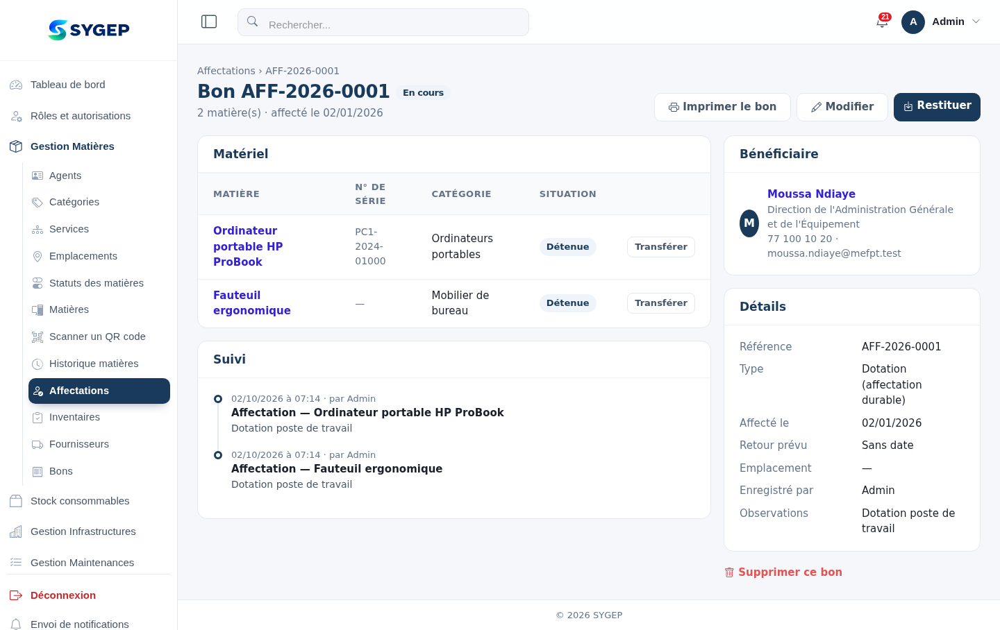 SYGEP
Rechercher...
21
A
Admin
Tableau de bord
Rôles et autorisations
Gestion Matières
Agents
Catégories
Services
Emplacements
Statuts des matières
Matières
Scanner un QR code
Historique matières
Affectations
Inventaires
Fournisseurs
Bons
Stock consommables
Gestion Infrastructures
Gestion Maintenances
Déconnexion
Envoi de notifications
Affectations › AFF-2026-0001
Bon AFF-2026-0001 En cours
2 matière(s) · affecté le 02/01/2026
Imprimer le bon
Modifier
Restituer
Matériel
MATIÈRE
N° DE
SÉRIE
CATÉGORIE
SITUATION
Ordinateur
portable HP
ProBook
PC1-
2024-
01000
Ordinateurs
portables
Détenue
Transférer
Fauteuil
ergonomique
—
Mobilier de
bureau
Détenue
Transférer
Suivi
02/10/2026 à 07:14 · par Admin
Affectation — Ordinateur portable HP ProBook
Dotation poste de travail
02/10/2026 à 07:14 · par Admin
Affectation — Fauteuil ergonomique
Dotation poste de travail
Bénéficiaire
M
Moussa Ndiaye
Direction de l'Administration Générale
et de l'Équipement
77 100 10 20 ·
moussa.ndiaye@mefpt.test
Détails
Référence AFF-2026-0001
Type Dotation
(affectation
durable)
Affecté le 02/01/2026
Retour prévu Sans date
Emplacement —
Enregistré par Admin
Observations Dotation poste de
travail
Supprimer ce bon
© 2026 SYGEP